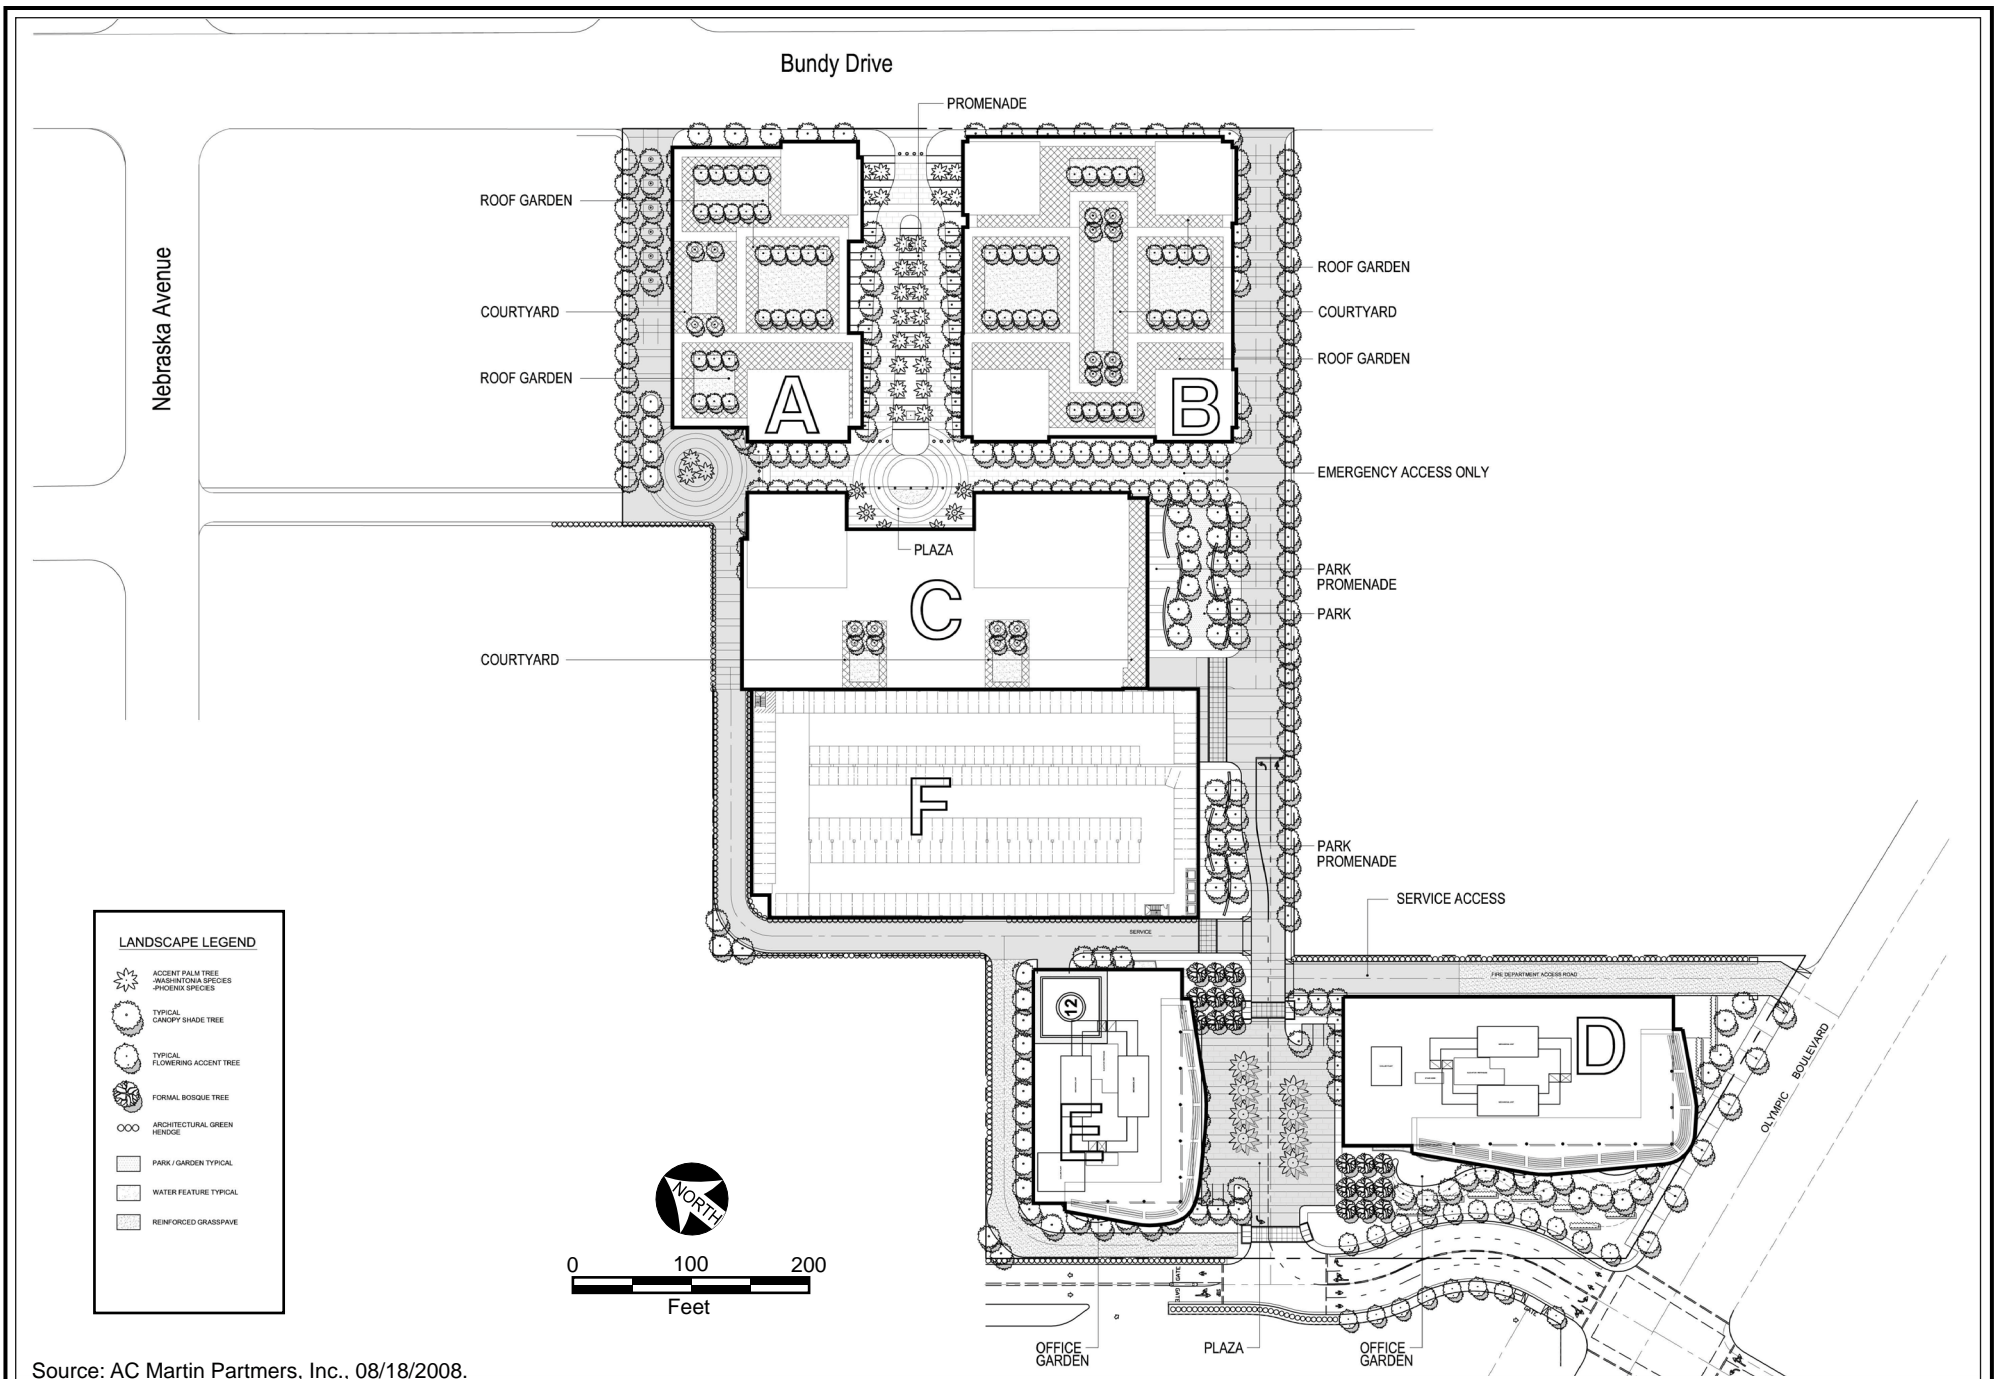 Bundy Drive
PROMENADE
ROOF GARDEN
Nebraska Avenue
ROOF GARDEN
COURTYARD
COURTYARD
ROOF GARDEN
ROOF GARDEN
A
B
EMERGENCY ACCESS ONLY
PLAZA
PARK
PROMENADE
C
PARK
COURTYARD
F
PARK
PROMENADE
SERVICE ACCESS
SERVICE
LANDSCAPE LEGEND
ACCENT PALM TREE
-WASHINTONIA SPECIES
-PHOENIX SPECIES
TYPICAL
CANOPY SHADE TREE
TYPICAL
FLOWERING ACCENT TREE
FORMAL BOSQUE TREE
ARCHITECTURAL GREEN
HENDGE
PARK / GARDEN TYPICAL
WATER FEATURE TYPICAL
REINFORCED GRASSPAVE
FIRE DEPARTMENT ACCESS ROAD
12
D
E
OLYMPIC BOULEVARD
NORTH
0 100 200
Feet
GATE
GATE
GATE
OFFICE
GARDEN
PLAZA
OFFICE
GARDEN
Source: AC Martin Partmers, Inc., 08/18/2008.